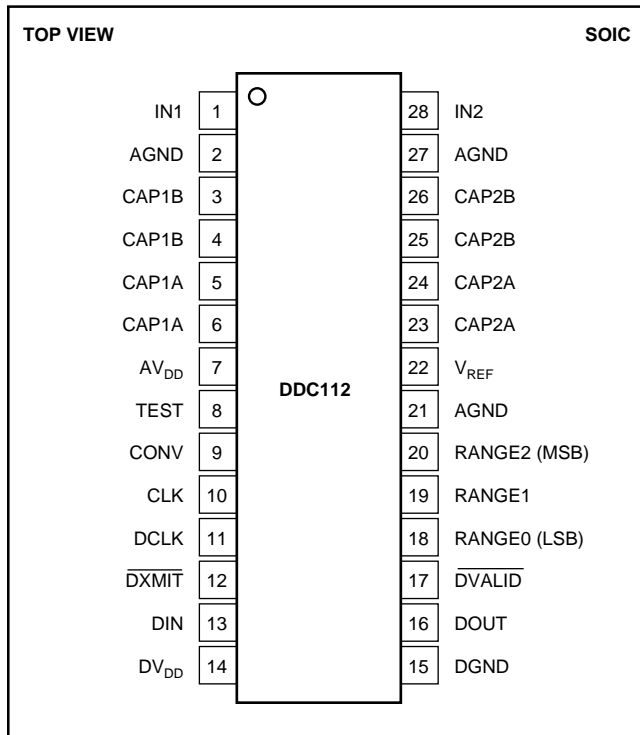 TOP VIEW SOIC
IN1 1 28 IN2
AGND 2 27 AGND
CAP1B 3 26 CAP2B
CAP1B 4 25 CAP2B
CAP1A 5 24 CAP2A
CAP1A 6 23 CAP2A
AVDD 7 22 VREF
DDC112
TEST 8 21 AGND
CONV 9 20 RANGE2 (MSB)
CLK 10 19 RANGE1
DCLK 11 18 RANGE0 (LSB)
DXMIT 12 17 DVALID
DIN 13 16 DOUT
DVDD 14 15 DGND